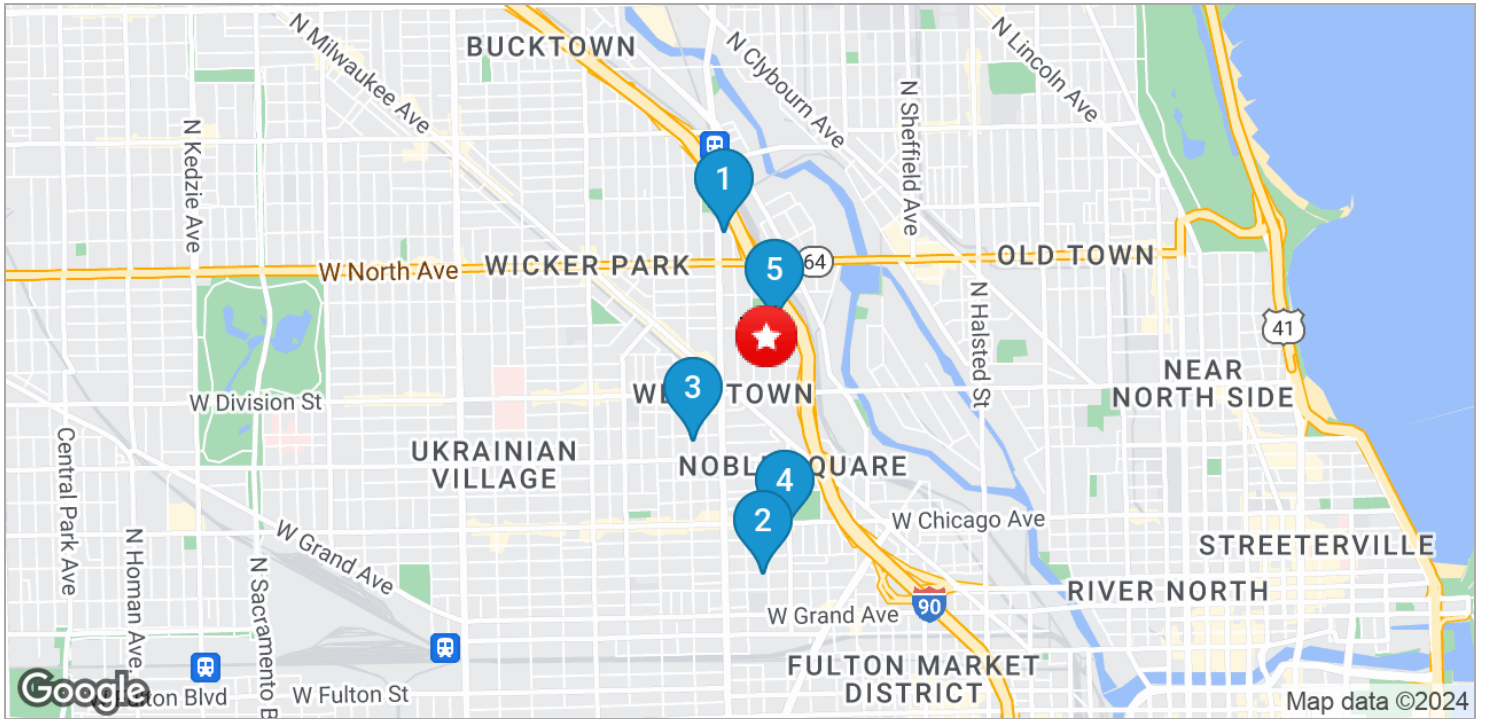 BUCKTOWN
N Milwaukee Ave
N Clybourn Ave
N Sheffield Ave
N Lincoln Ave
N Kedzie Ave
1
W North Ave
WICKER PARK
5
64
OLD TOWN
N Halsted St
41
3
TOWN
W Division St
NEAR
NORTH SIDE
UKRAINIAN
VILLAGE
Central Park Ave
4
2
W Chicago Ave
W Grand Ave
N Homan Ave
N Sacramento B
STREETERVILLE
RIVER NORTH
90
W Grand Ave
FULTON MARKET
DISTRICT
Google
Fulton Blvd
W Fulton St
Map data ©2024